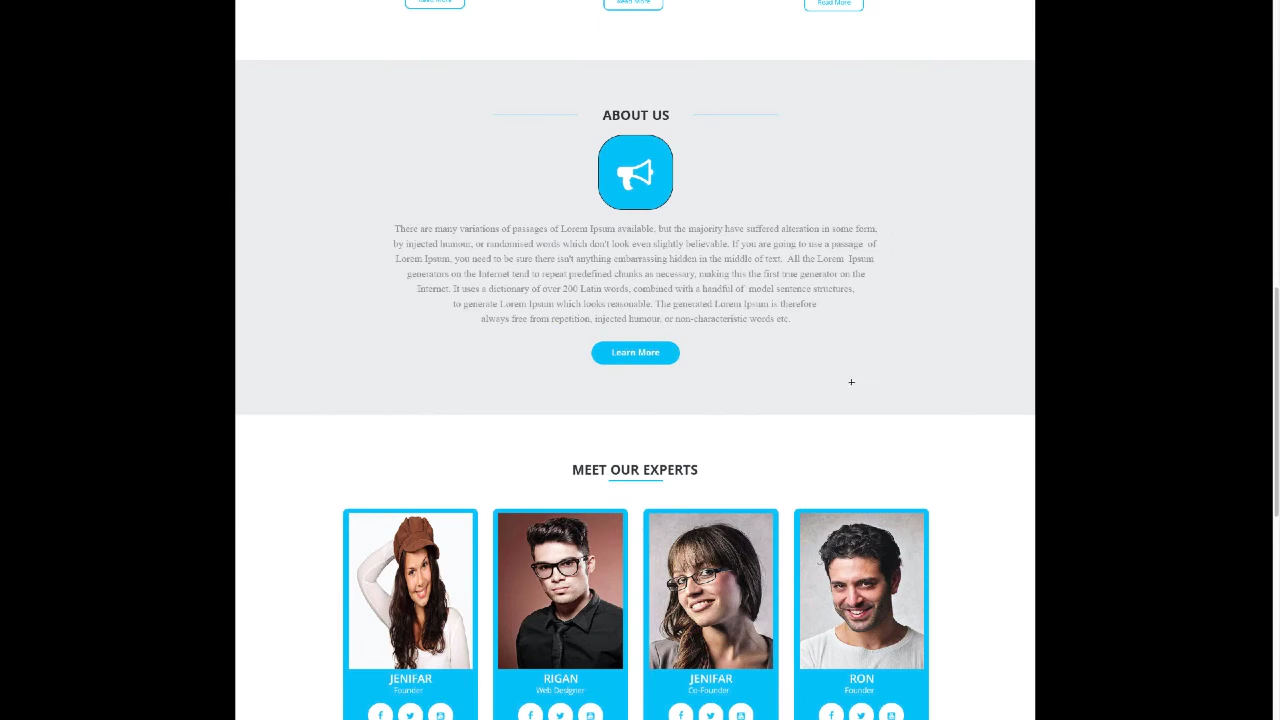 Read More Read More Read More
ABOUT US
There are many variations of passages of Lorem Ipsum available, but the majority have suffered alteration in some form,
by injected humour, or randomised words which don't look even slightly believable. If you are going to use a passage of
Lorem Ipsum, you need to be sure there isn't anything embarrassing hidden in the middle of text. All the Lorem Ipsum
generators on the Internet tend to repeat predefined chunks as necessary, making this the first true generator on the
Internet. It uses a dictionary of over 200 Latin words, combined with a handful of model sentence structures,
to generate Lorem Ipsum which looks reasonable. The generated Lorem Ipsum is therefore
always free from repetition, injected humour, or non-characteristic words etc.
Learn More
MEET OUR EXPERTS
JENIFAR RIGAN JENIFAR RON
Founder Web Designer Co-Founder Founder